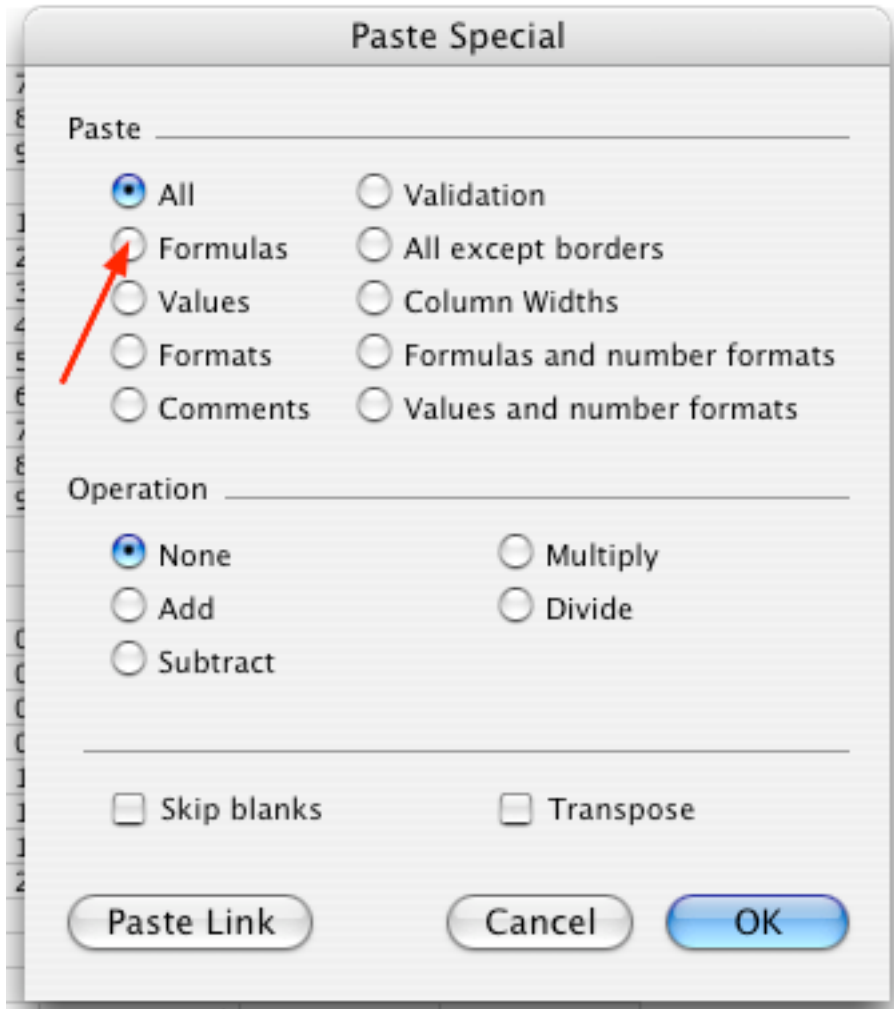 Paste Special
Paste
All Validation
Formulas All except borders
Values Column Widths
Formats Formulas and number formats
Comments Values and number formats
Operation
None Multiply
Add Divide
Subtract
Skip blanks Transpose
Paste Link Cancel OK